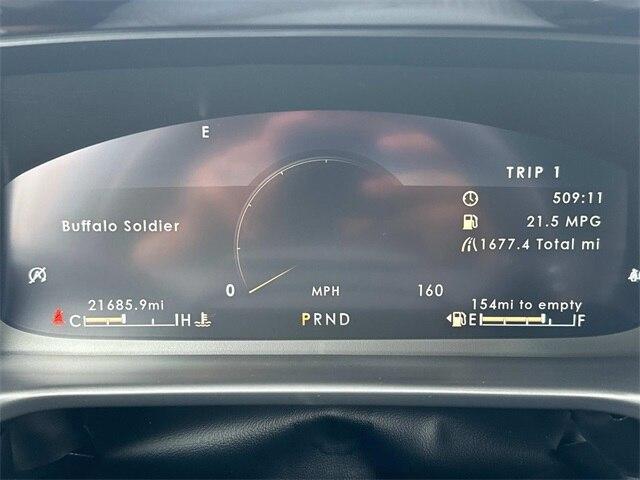 E
TRIP 1
509:11
Buffalo Soldier
21.5 MPG
1677.4 Total mi
0 MPH 160
21685.9mi
154mi to empty
C H
PRND
E F